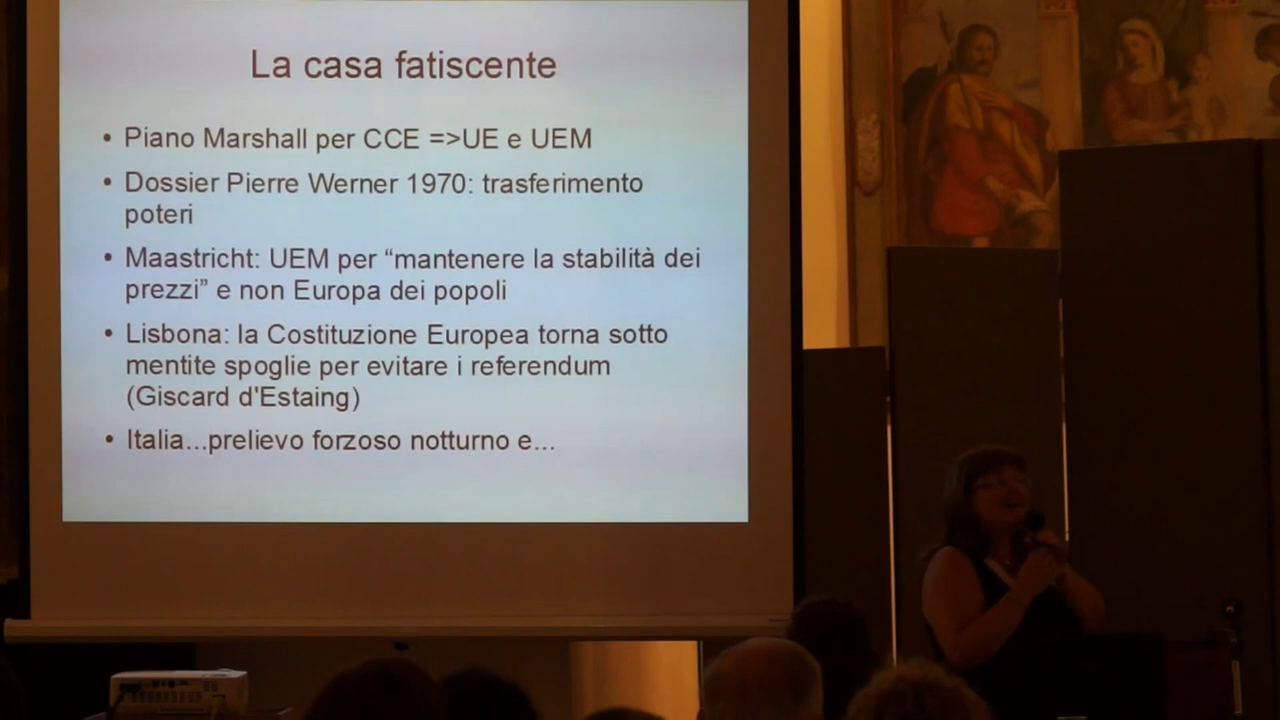 La casa fatiscente
• Piano Marshall per CCE =>UE e UEM
• Dossier Pierre Werner 1970: trasferimento
poteri
• Maastricht: UEM per “mantenere la stabilità dei
prezzi” e non Europa dei popoli
• Lisbona: la Costituzione Europea torna sotto
mentite spoglie per evitare i referendum
(Giscard d'Estaing)
• Italia...prelievo forzoso notturno e...